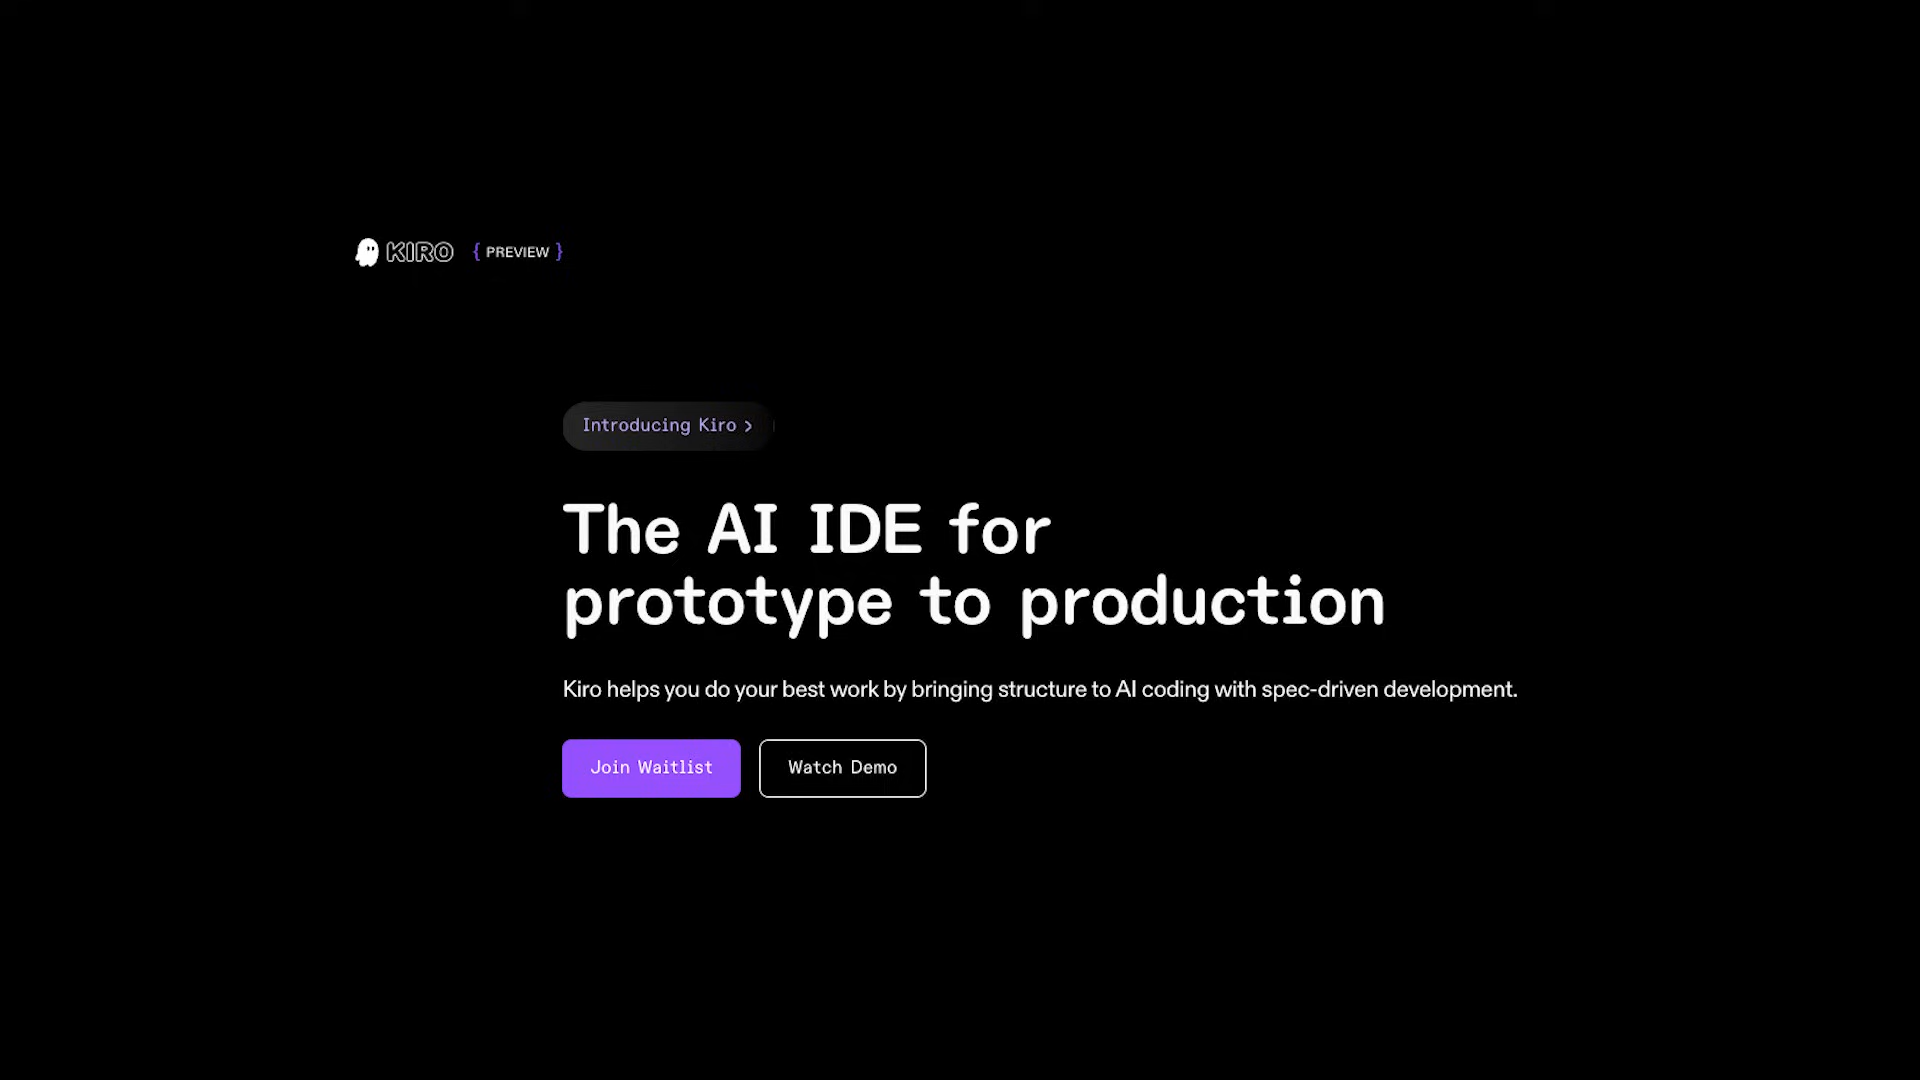 KIRO { PREVIEW }
Introducing Kiro >
The AI IDE for
prototype to production
Kiro helps you do your best work by bringing structure to AI coding with spec-driven development.
Join Waitlist
Watch Demo